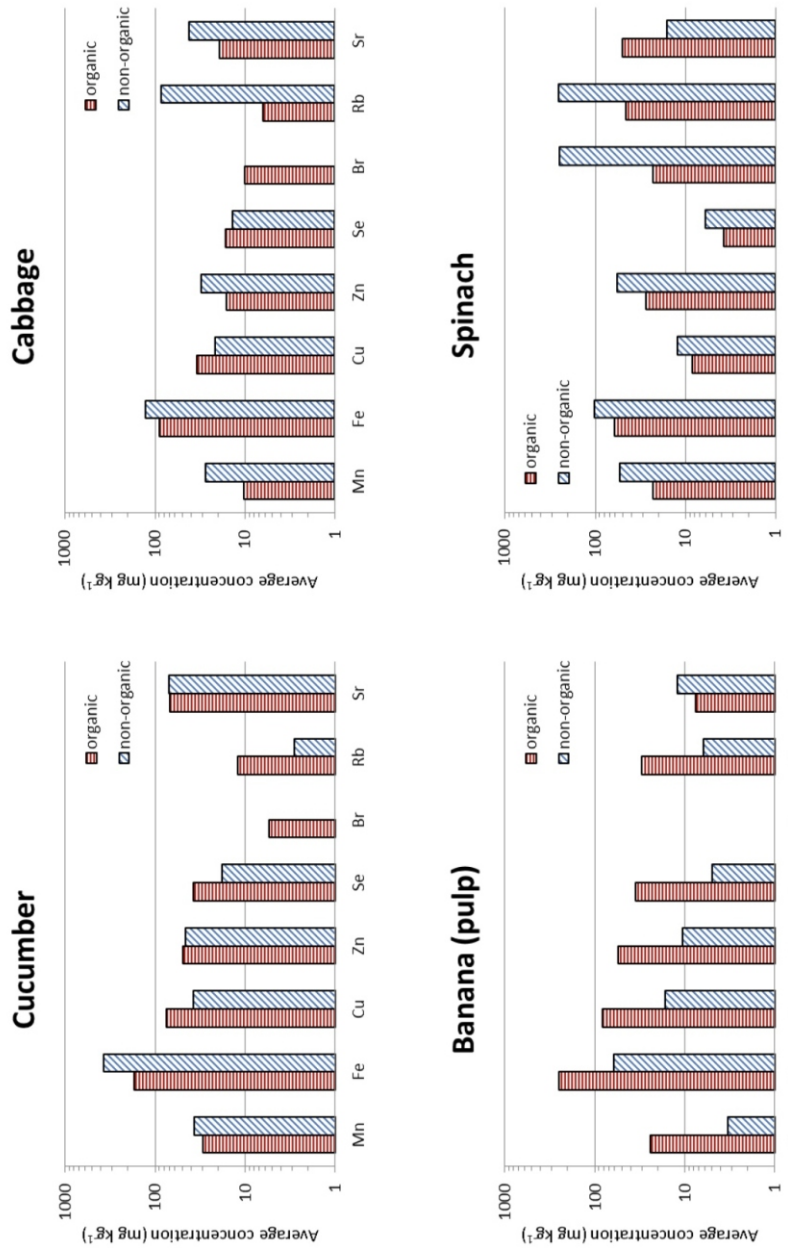 Cucumber
Average concentration (mg kg⁻¹)
1000
100
10
1
organic
non-organic
Mn Fe Cu Zn Se Br Rb Sr
Cabbage
Average concentration (mg kg⁻¹)
1000
100
10
1
organic
non-organic
Mn Fe Cu Zn Se Br Rb Sr
Banana (pulp)
Average concentration (mg kg⁻¹)
1000
100
10
1
organic
non-organic
Spinach
Average concentration (mg kg⁻¹)
1000
100
10
1
organic
non-organic